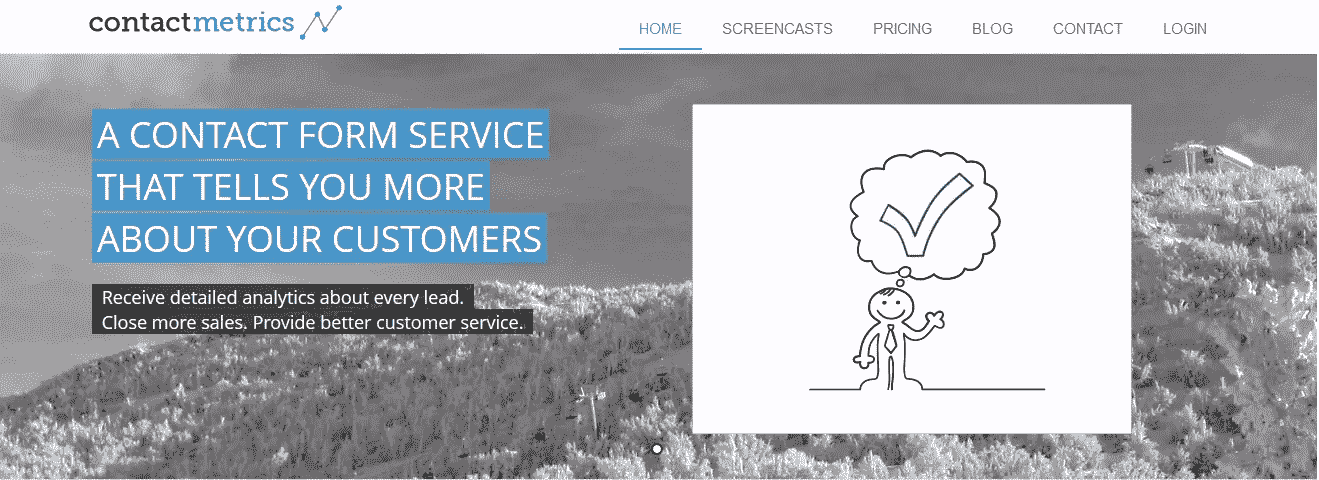 contactmetrics
HOME SCREENCASTS PRICING BLOG CONTACT LOGIN
A CONTACT FORM SERVICE
THAT TELLS YOU MORE
ABOUT YOUR CUSTOMERS
Receive detailed analytics about every lead.
Close more sales. Provide better customer service.